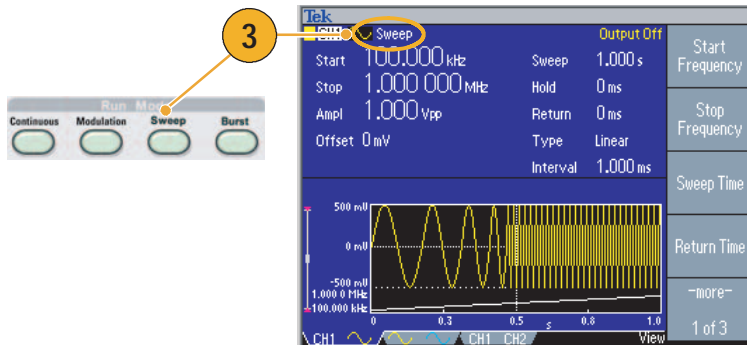 3
Run Mode
Continuous Modulation Sweep Burst
Tek
CH1 Sweep Output Off
Start 100.000 kHz Sweep 1.000 s
Stop 1.000 000 MHz Hold 0 ms
Ampl 1.000 Vpp Return 0 ms
Offset 0 mV Type Linear
Interval 1.000 ms
500 mV
0 mV
-500 mV
1.000 0 MHz
100.000 kHz
0 0.3 0.5 s 0.8 1.0
CH1 CH1 CH2 View
Start
Frequency
Stop
Frequency
Sweep Time
Return Time
-more-
1 of 3